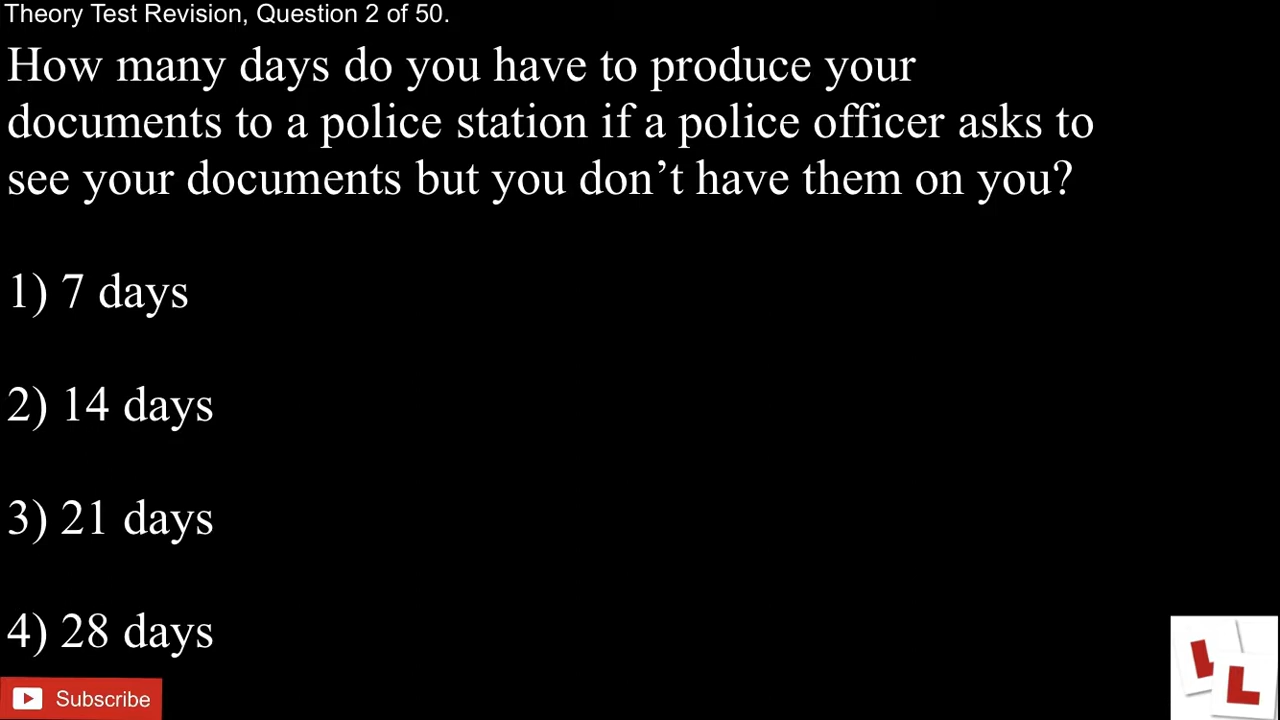 Theory Test Revision, Question 2 of 50.
How many days do you have to produce your
documents to a police station if a police officer asks to
see your documents but you don’t have them on you?
1) 7 days
2) 14 days
3) 21 days
4) 28 days
Subscribe
L
L